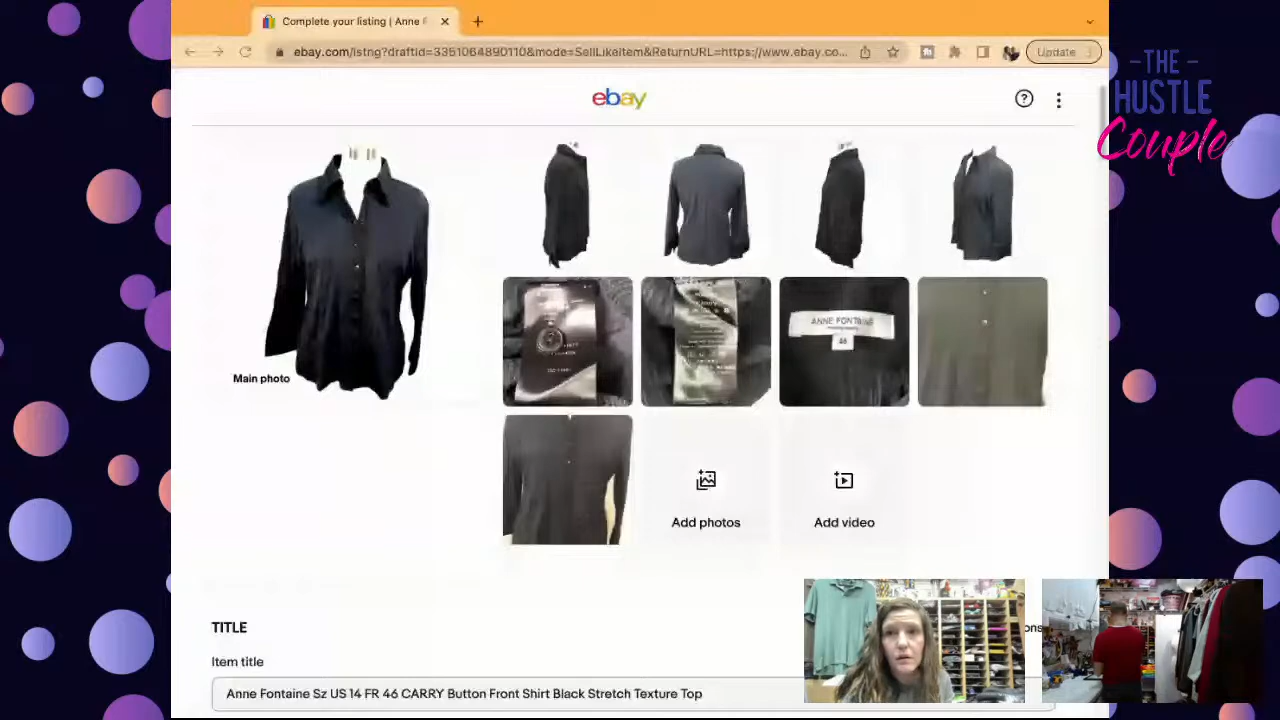 Complete your listing | Anne F
ebay.com/lstng?draftid=3351064890110&mode=SellLikeItem&ReturnURL=https://www.ebay.co...
Update
-THE-
HUSTLE
Couple
ebay
Main photo
ANNE FONTAINE
Add photos
Add video
TITLE
Item title
Anne Fontaine Sz US 14 FR 46 CARRY Button Front Shirt Black Stretch Texture Top